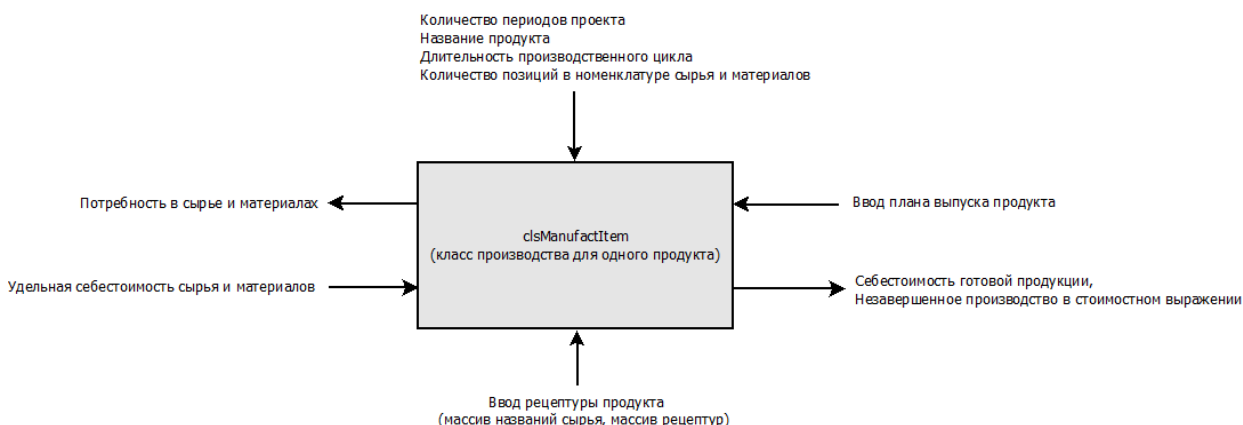 Количество периодов проекта
Название продукта
Длительность производственного цикла
Количество позиций в номенклатуре сырья и материалов
Потребность в сырье и материалах
Ввод плана выпуска продукта
clsManufactItem
(класс производства для одного продукта)
Удельная себестоимость сырья и материалов
Себестоимость готовой продукции,
Незавершенное производство в стоимостном выражении
Ввод рецептуры продукта
(массив названий сырья, массив рецептур)